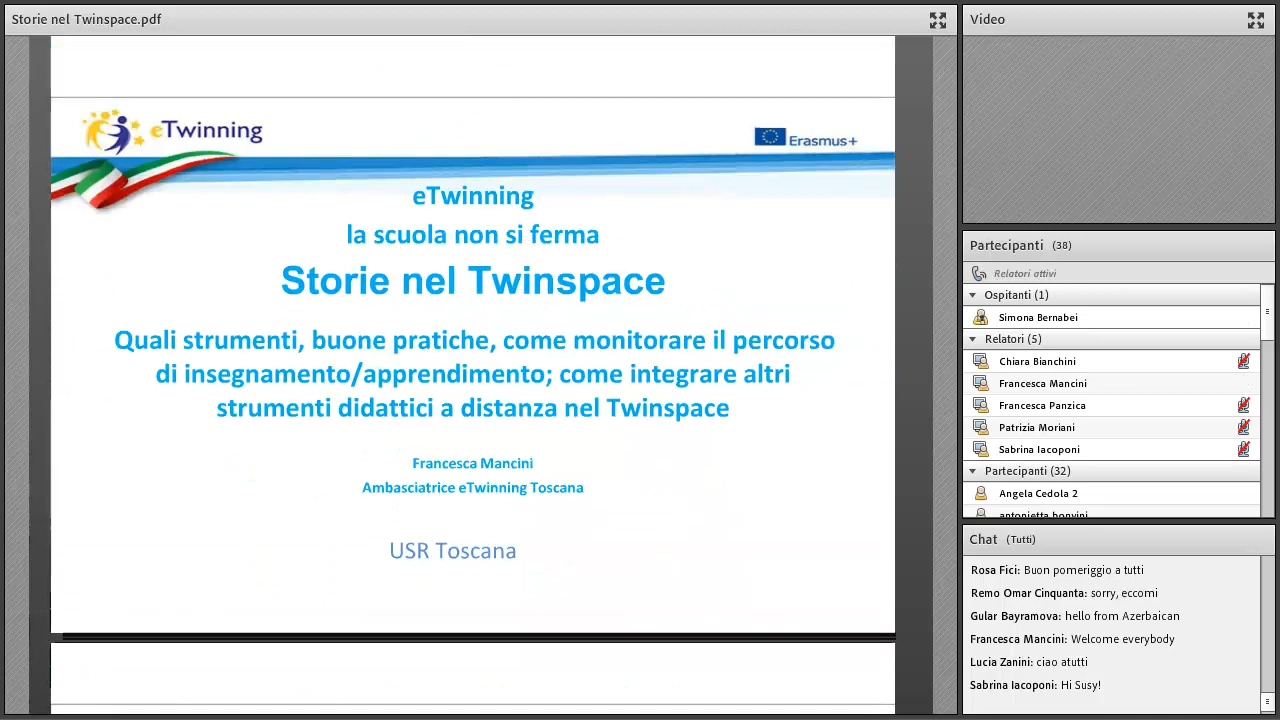 Storie nel Twinspace.pdf
eTwinning
Erasmus+
eTwinning
la scuola non si ferma
Storie nel Twinspace
Quali strumenti, buone pratiche, come monitorare il percorso
di insegnamento/apprendimento; come integrare altri
strumenti didattici a distanza nel Twinspace
Francesca Mancini
Ambasciatrice eTwinning Toscana
USR Toscana
Video
Partecipanti (38)
Relatori attivi
Ospitanti (1)
Simona Bernabei
Relatori (5)
Chiara Bianchini
Francesca Mancini
Francesca Panzica
Patrizia Moriani
Sabrina Iacoponi
Partecipanti (32)
Angela Cedola 2
antonietta bonvini
Chat (Tutti)
Rosa Fici: Buon pomeriggio a tutti
Remo Omar Cinquanta: sorry, eccomi
Gular Bayramova: hello from Azerbaican
Francesca Mancini: Welcome everybody
Lucia Zanini: ciao atutti
Sabrina Iacoponi: Hi Susy!